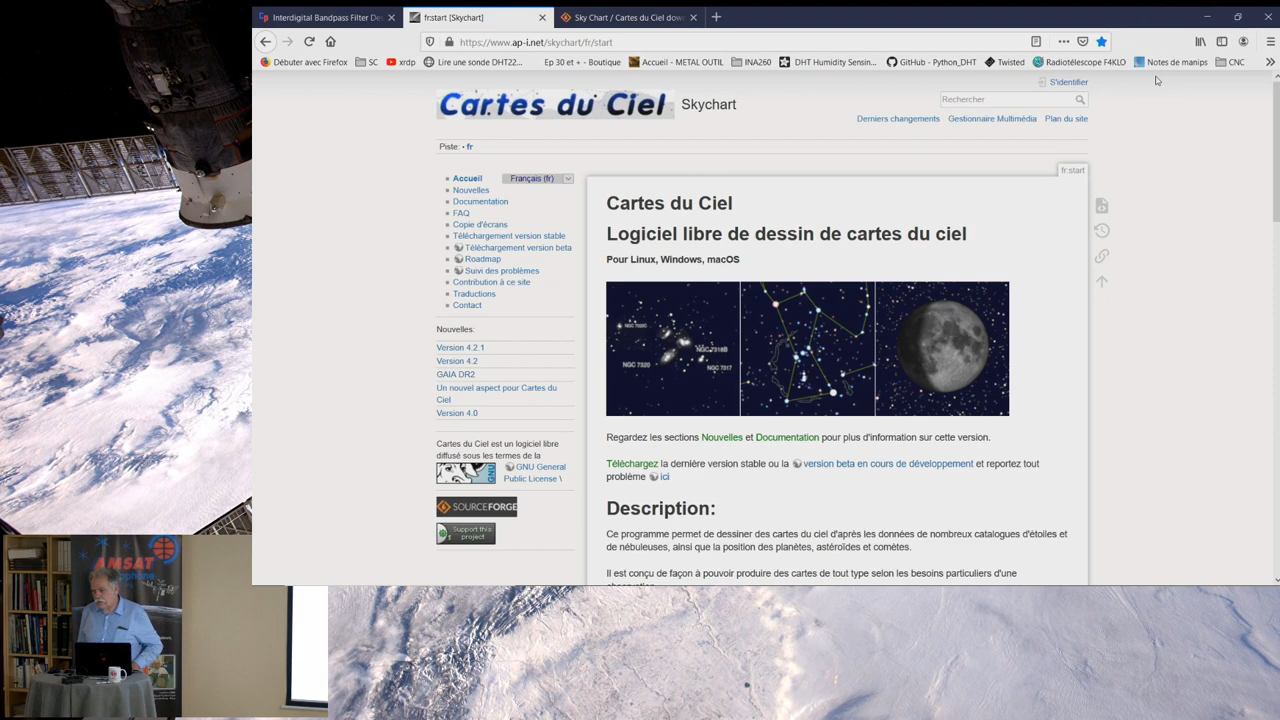 Interdigital Bandpass Filter De
fr:start [Skychart]
Sky Chart / Cartes du Ciel dow
https://www.ap-i.net/skychart/fr/start
Débuter avec Firefox
SC
xrdp
Lire une sonde DHT22...
Ep 30 et + - Boutique
Accueil - METAL OUTIL
INA260
DHT Humidity Sensin...
GitHub - Python_DHT
Twisted
Radiotélescope F4KLO
Notes de manips
CNC
S'identifier
Cartes du Ciel
Skychart
Rechercher
Derniers changements Gestionnaire Multimédia Plan du site
Piste: • fr
fr:start
Accueil
Français (fr)
Nouvelles
Documentation
FAQ
Copie d'écrans
Téléchargement version stable
Téléchargement version beta
Roadmap
Suivi des problèmes
Contribution à ce site
Traductions
Contact
Nouvelles:
Version 4.2.1
Version 4.2
GAIA DR2
Un nouvel aspect pour Cartes du
Ciel
Version 4.0
Cartes du Ciel est un logiciel libre
diffusé sous les termes de la
GNU General
Public License \
GNU
SOURCEFORGE
Support this
project
Cartes du Ciel
Logiciel libre de dessin de cartes du ciel
Pour Linux, Windows, macOS
NGC 7318B
NGC 7320
NGC 7317
Regardez les sections Nouvelles et Documentation pour plus d'information sur cette version.
Téléchargez la dernière version stable ou la version beta en cours de développement et reportez tout
problème ici
Description:
Ce programme permet de dessiner des cartes du ciel d'après les données de nombreux catalogues d'étoiles et
de nébuleuses, ainsi que la position des planètes, astéroïdes et comètes.
Il est conçu de façon à pouvoir produire des cartes de tout type selon les besoins particuliers d'une
AMSAT